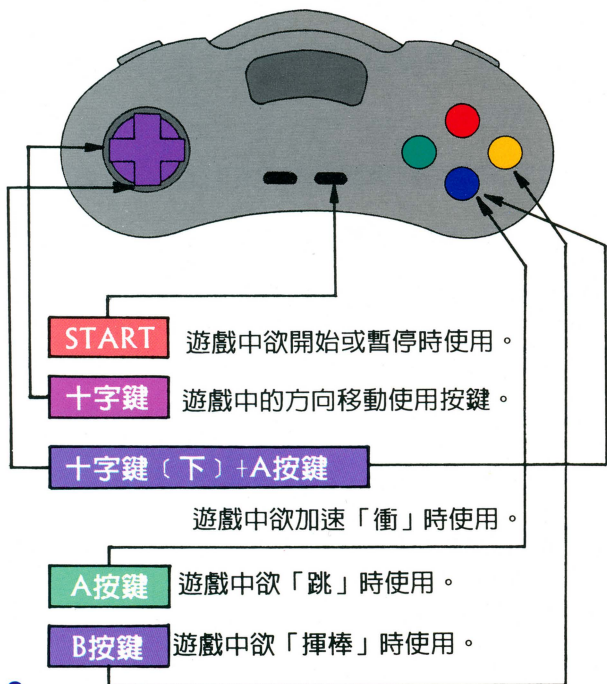 START 遊戲中欲開始或暫停時使用。
十字鍵 遊戲中的方向移動使用按鍵。
十字鍵﹝下﹞+A按鍵
遊戲中欲加速「衝」時使用。
A按鍵 遊戲中欲「跳」時使用。
B按鍵 遊戲中欲「揮棒」時使用。